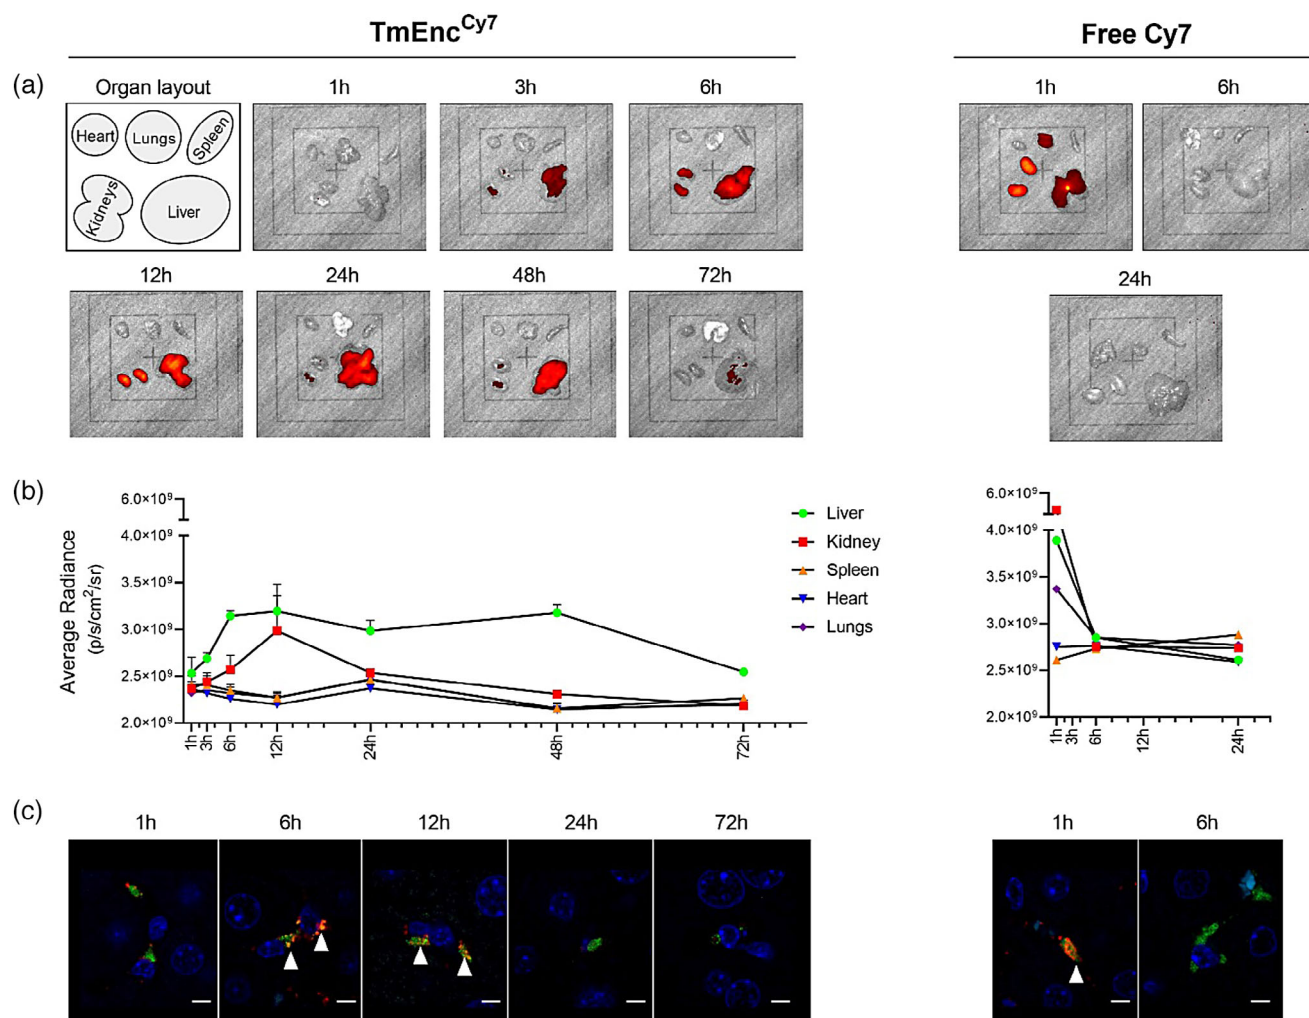 TmEnc^Cy7 Free Cy7
(a)
Organ layout 1h 3h 6h 1h 6h
Heart Lungs Spleen
Kidneys Liver
12h 24h 48h 72h 24h
(b)
6.0×10⁹
4.0×10⁹
3.5×10⁹
3.0×10⁹
2.5×10⁹
2.0×10⁹
Average Radiance
(p/s/cm²/sr)
1h 3h 6h 12h 24h 48h 72h
Liver
Kidney
Spleen
Heart
Lungs
6.0×10⁹
4.0×10⁹
3.5×10⁹
3.0×10⁹
2.5×10⁹
2.0×10⁹
1h 3h 6h 12h 24h
(c)
1h 6h 12h 24h 72h 1h 6h